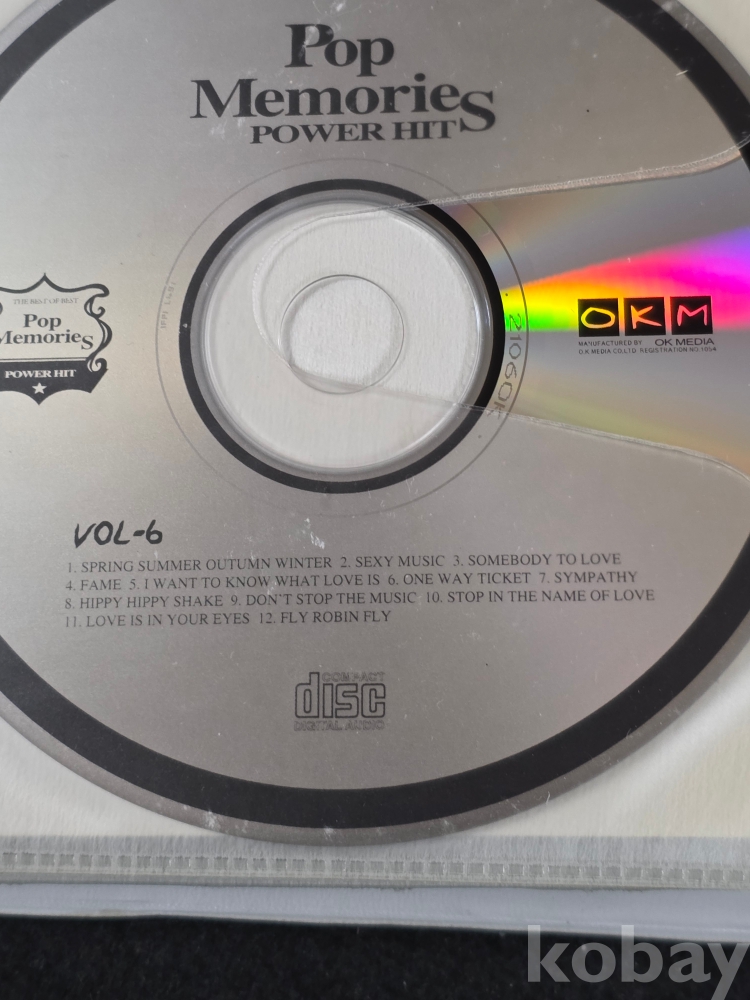 Pop
Memories
POWER HIT
THE BEST OF BEST
Pop
Memories
POWER HIT
OKM
MANUFACTURED BY OK MEDIA
O.K MEDIA CO.LTD REGISTRATION NO.1054
VOL-6
1. SPRING SUMMER OUTUMN WINTER 2. SEXY MUSIC 3. SOMEBODY TO LOVE
4. FAME 5. I WANT TO KNOW WHAT LOVE IS 6. ONE WAY TICKET 7. SYMPATHY
8. HIPPY HIPPY SHAKE 9. DON'T STOP THE MUSIC 10. STOP IN THE NAME OF LOVE
11. LOVE IS IN YOUR EYES 12. FLY ROBIN FLY
COMPACT
disc
DIGITAL AUDIO
kobay